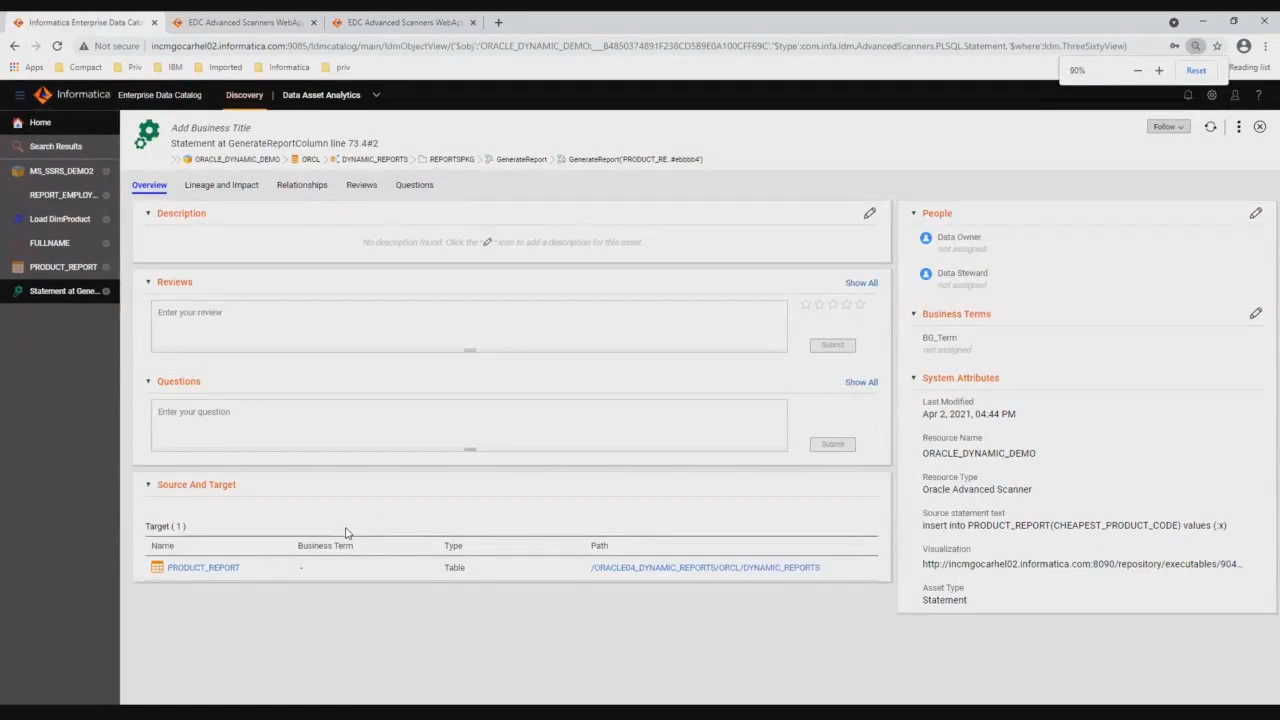 Informatica Enterprise Data Cata
EDC Advanced Scanners WebApp
EDC Advanced Scanners WebApp
Not secure
incmgocarhel02.informatica.com:9085/ldmcatalog/main/ldmObjectView/('$obj':'ORACLE_DYNAMIC_DEMO:___64850374891F238CD5B9E0A100CFF69C','$type':com.infa.ldm.AdvancedScanners.PLSQL.Statement,'$where':ldm.ThreeSixtyView)
Apps
Compact
Priv
IBM
Imported
Informatica
priv
90%
Reset
Reading list
Informatica
Enterprise Data Catalog
Discovery
Data Asset Analytics
Home
Search Results
MS_SSRS_DEMO2
REPORT_EMPLOY...
Load DimProduct
FULLNAME
PRODUCT_REPORT
Statement at Gene...
Add Business Title
Statement at GenerateReportColumn line 73.4#2
ORACLE_DYNAMIC_DEMO
ORCL
DYNAMIC_REPORTS
REPORTSPKG
GenerateReport
GenerateReport('PRODUCT_RE..#ebbbb4')
Follow
Overview
Lineage and Impact
Relationships
Reviews
Questions
Description
No description found. Click the " " icon to add a description for this asset.
Reviews
Show All
Enter your review
Submit
Questions
Show All
Enter your question
Submit
Source And Target
Target ( 1 )
Name
Business Term
Type
Path
PRODUCT_REPORT
-
Table
/ORACLE04_DYNAMIC_REPORTS/ORCL/DYNAMIC_REPORTS
People
Data Owner
not assigned
Data Steward
not assigned
Business Terms
BG_Term
not assigned
System Attributes
Last Modified
Apr 2, 2021, 04:44 PM
Resource Name
ORACLE_DYNAMIC_DEMO
Resource Type
Oracle Advanced Scanner
Source statement text
insert into PRODUCT_REPORT(CHEAPEST_PRODUCT_CODE) values (:x)
Visualization
http://incmgocarhel02.informatica.com:8090/repository/executables/904...
Asset Type
Statement